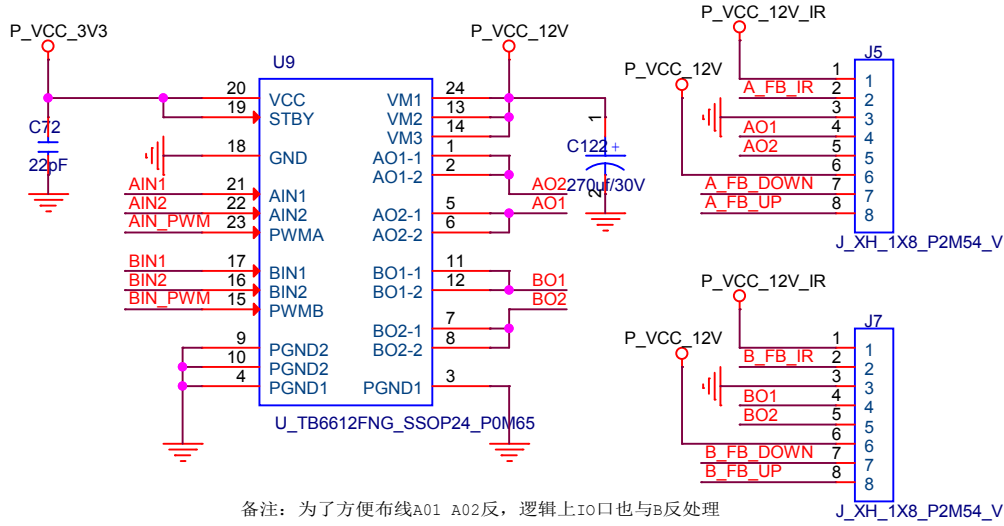 P_VCC_3V3
P_VCC_12V
U9
20
VCC
19
STBY
18
GND
21
AIN1
22
AIN2
23
PWMA
17
BIN1
16
BIN2
15
PWMB
9
PGND2
10
PGND2
4
PGND1
24
VM1
13
VM2
14
VM3
1
AO1-1
2
AO1-2
5
AO2-1
6
AO2-2
11
BO1-1
12
BO1-2
7
BO2-1
8
BO2-2
3
PGND1
C72
22pF
AIN1
AIN2
AIN_PWM
BIN1
BIN2
BIN_PWM
AO2
AO1
BO1
BO2
1
C122
+
270uf/30V
2
U_TB6612FNG_SSOP24_P0M65
P_VCC_12V_IR
P_VCC_12V
J5
1 1
A_FB_IR 2 2
3 3
AO1 4 4
AO2 5 5
6 6
A_FB_DOWN 7 7
A_FB_UP 8 8
J_XH_1X8_P2M54_V
P_VCC_12V_IR
P_VCC_12V
J7
1 1
B_FB_IR 2 2
3 3
BO1 4 4
BO2 5 5
6 6
B_FB_DOWN 7 7
B_FB_UP 8 8
J_XH_1X8_P2M54_V
备注：为了方便布线A01 A02反，逻辑上IO口也与B反处理